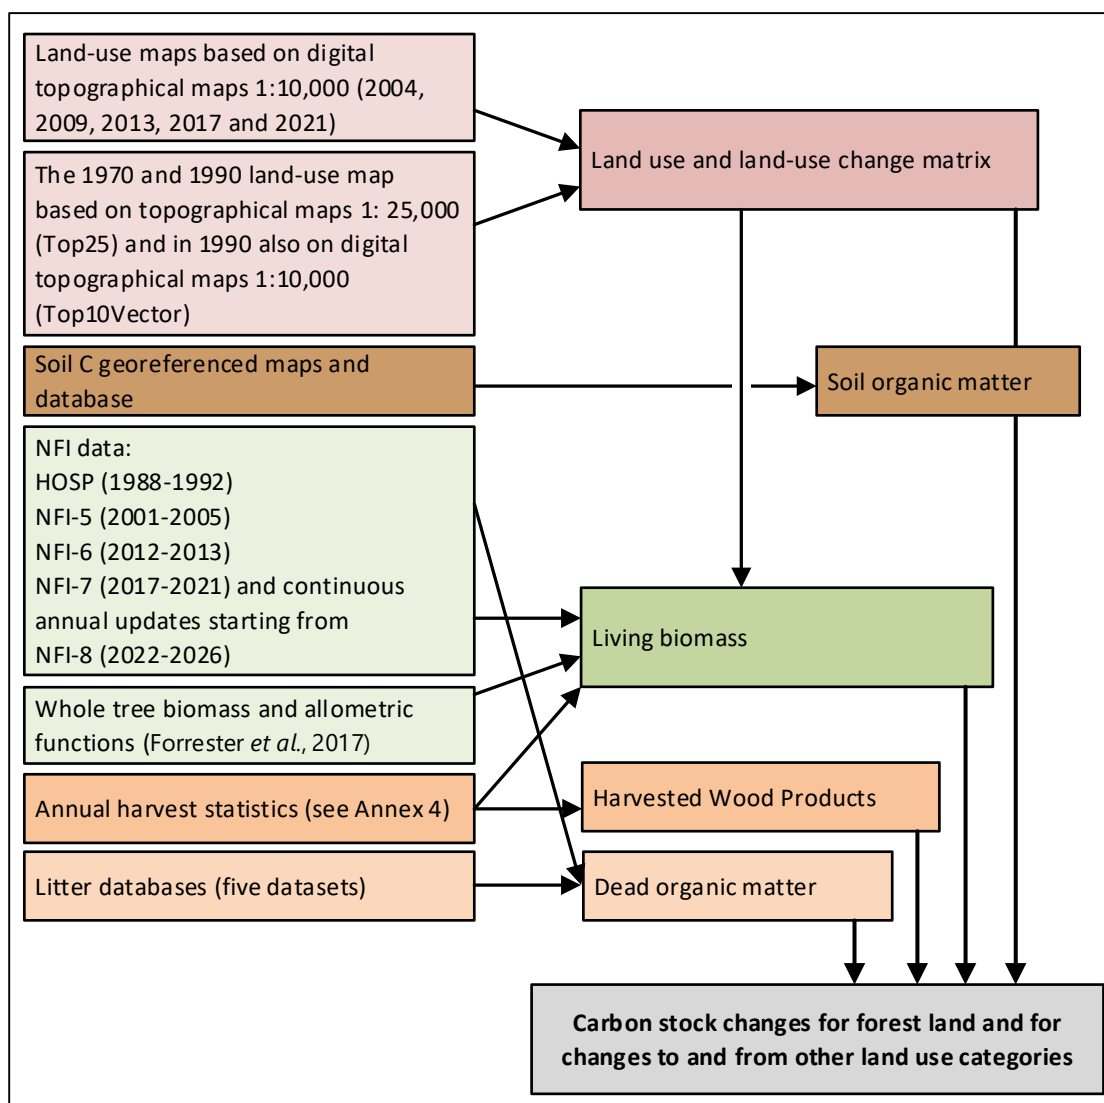 Land-use maps based on digital
topographical maps 1:10,000 (2004,
2009, 2013, 2017 and 2021)
Land use and land-use change matrix
The 1970 and 1990 land-use map
based on topographical maps 1: 25,000
(Top25) and in 1990 also on digital
topographical maps 1:10,000
(Top10Vector)
Soil C georeferenced maps and
database
Soil organic matter
NFI data:
HOSP (1988-1992)
NFI-5 (2001-2005)
NFI-6 (2012-2013)
NFI-7 (2017-2021) and continuous
annual updates starting from
NFI-8 (2022-2026)
Living biomass
Whole tree biomass and allometric
functions (Forrester et al., 2017)
Annual harvest statistics (see Annex 4)
Harvested Wood Products
Litter databases (five datasets)
Dead organic matter
Carbon stock changes for forest land and for
changes to and from other land use categories